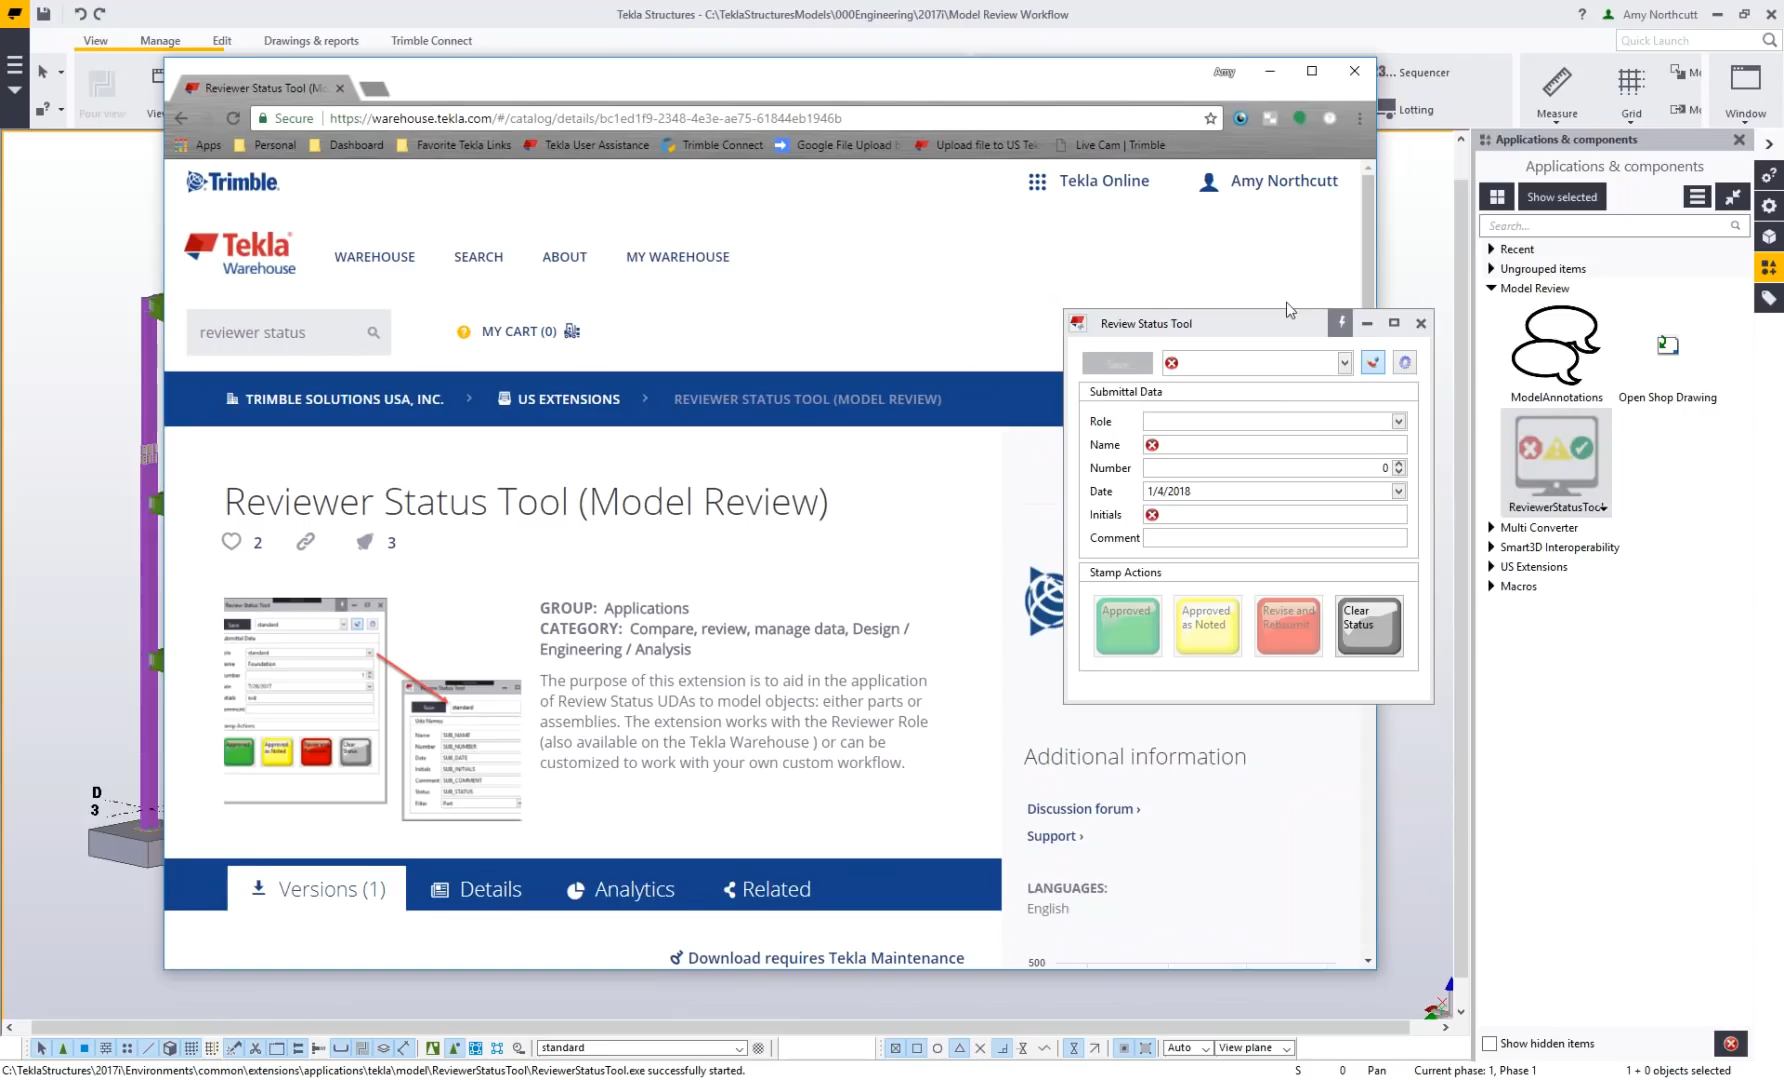 Tekla Structures - C:\TeklaStructuresModels\000Engineering\2017i\Model Review Workflow
? Amy Northcutt
View Manage Edit Drawings & reports Trimble Connect
Quick Launch
Pour view
Amy
Sequencer
Lotting
Measure
Grid
Window
Reviewer Status Tool (M
Secure https://warehouse.tekla.com/#/catalog/details/bc1ed1f9-2348-4e3e-ae75-61844eb1946b
Apps Personal Dashboard Favorite Tekla Links Tekla User Assistance Trimble Connect Google File Upload Upload file to US Te Live Cam | Trimble
Trimble
Tekla Online
Amy Northcutt
Tekla
Warehouse
WAREHOUSE SEARCH ABOUT MY WAREHOUSE
reviewer status
MY CART (0)
TRIMBLE SOLUTIONS USA, INC. > US EXTENSIONS > REVIEWER STATUS TOOL (MODEL REVIEW)
Reviewer Status Tool (Model Review)
2 3
GROUP: Applications
CATEGORY: Compare, review, manage data, Design /
Engineering / Analysis
The purpose of this extension is to aid in the application
of Review Status UDAs to model objects: either parts or
assemblies. The extension works with the Reviewer Role
(also available on the Tekla Warehouse ) or can be
customized to work with your own custom workflow.
Versions (1) Details Analytics Related
Download requires Tekla Maintenance
Additional information
Discussion forum ›
Support ›
LANGUAGES:
English
500
Review Status Tool
Submittal Data
Role
Name
Number 0
Date 1/4/2018
Initials
Comment
Stamp Actions
Approved
Approved
as Noted
Revise and
Resubmit
Clear
Status
Applications & components
Applications & components
Show selected
Search...
Recent
Ungrouped items
Model Review
ModelAnnotations
Open Shop Drawing
ReviewerStatusTool
Multi Converter
Smart3D Interoperability
US Extensions
Macros
Show hidden items
D
3
standard
Auto
View plane
C:\TeklaStructures\2017i\Environments\common\extensions\applications\tekla\model\ReviewerStatusTool\ReviewerStatusTool.exe successfully started.
S 0 Pan Current phase: 1, Phase 1 1 + 0 objects selected